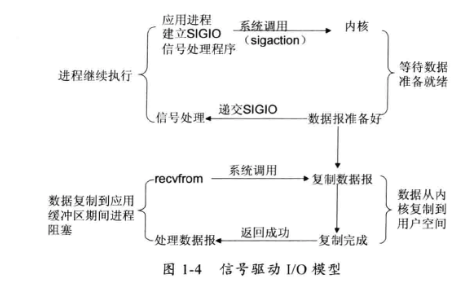 应用进程
建立SIGIO
信号处理程序
系统调用
（sigaction）
内核
进程继续执行
等待数据
准备就绪
信号处理
递交SIGIO
数据报准备好
recvfrom
系统调用
复制数据报
数据复制到应用
缓冲区期间进程
阻塞
数据从内
核复制到
用户空间
处理数据报
返回成功
复制完成
图 1-4 信号驱动 I/O 模型